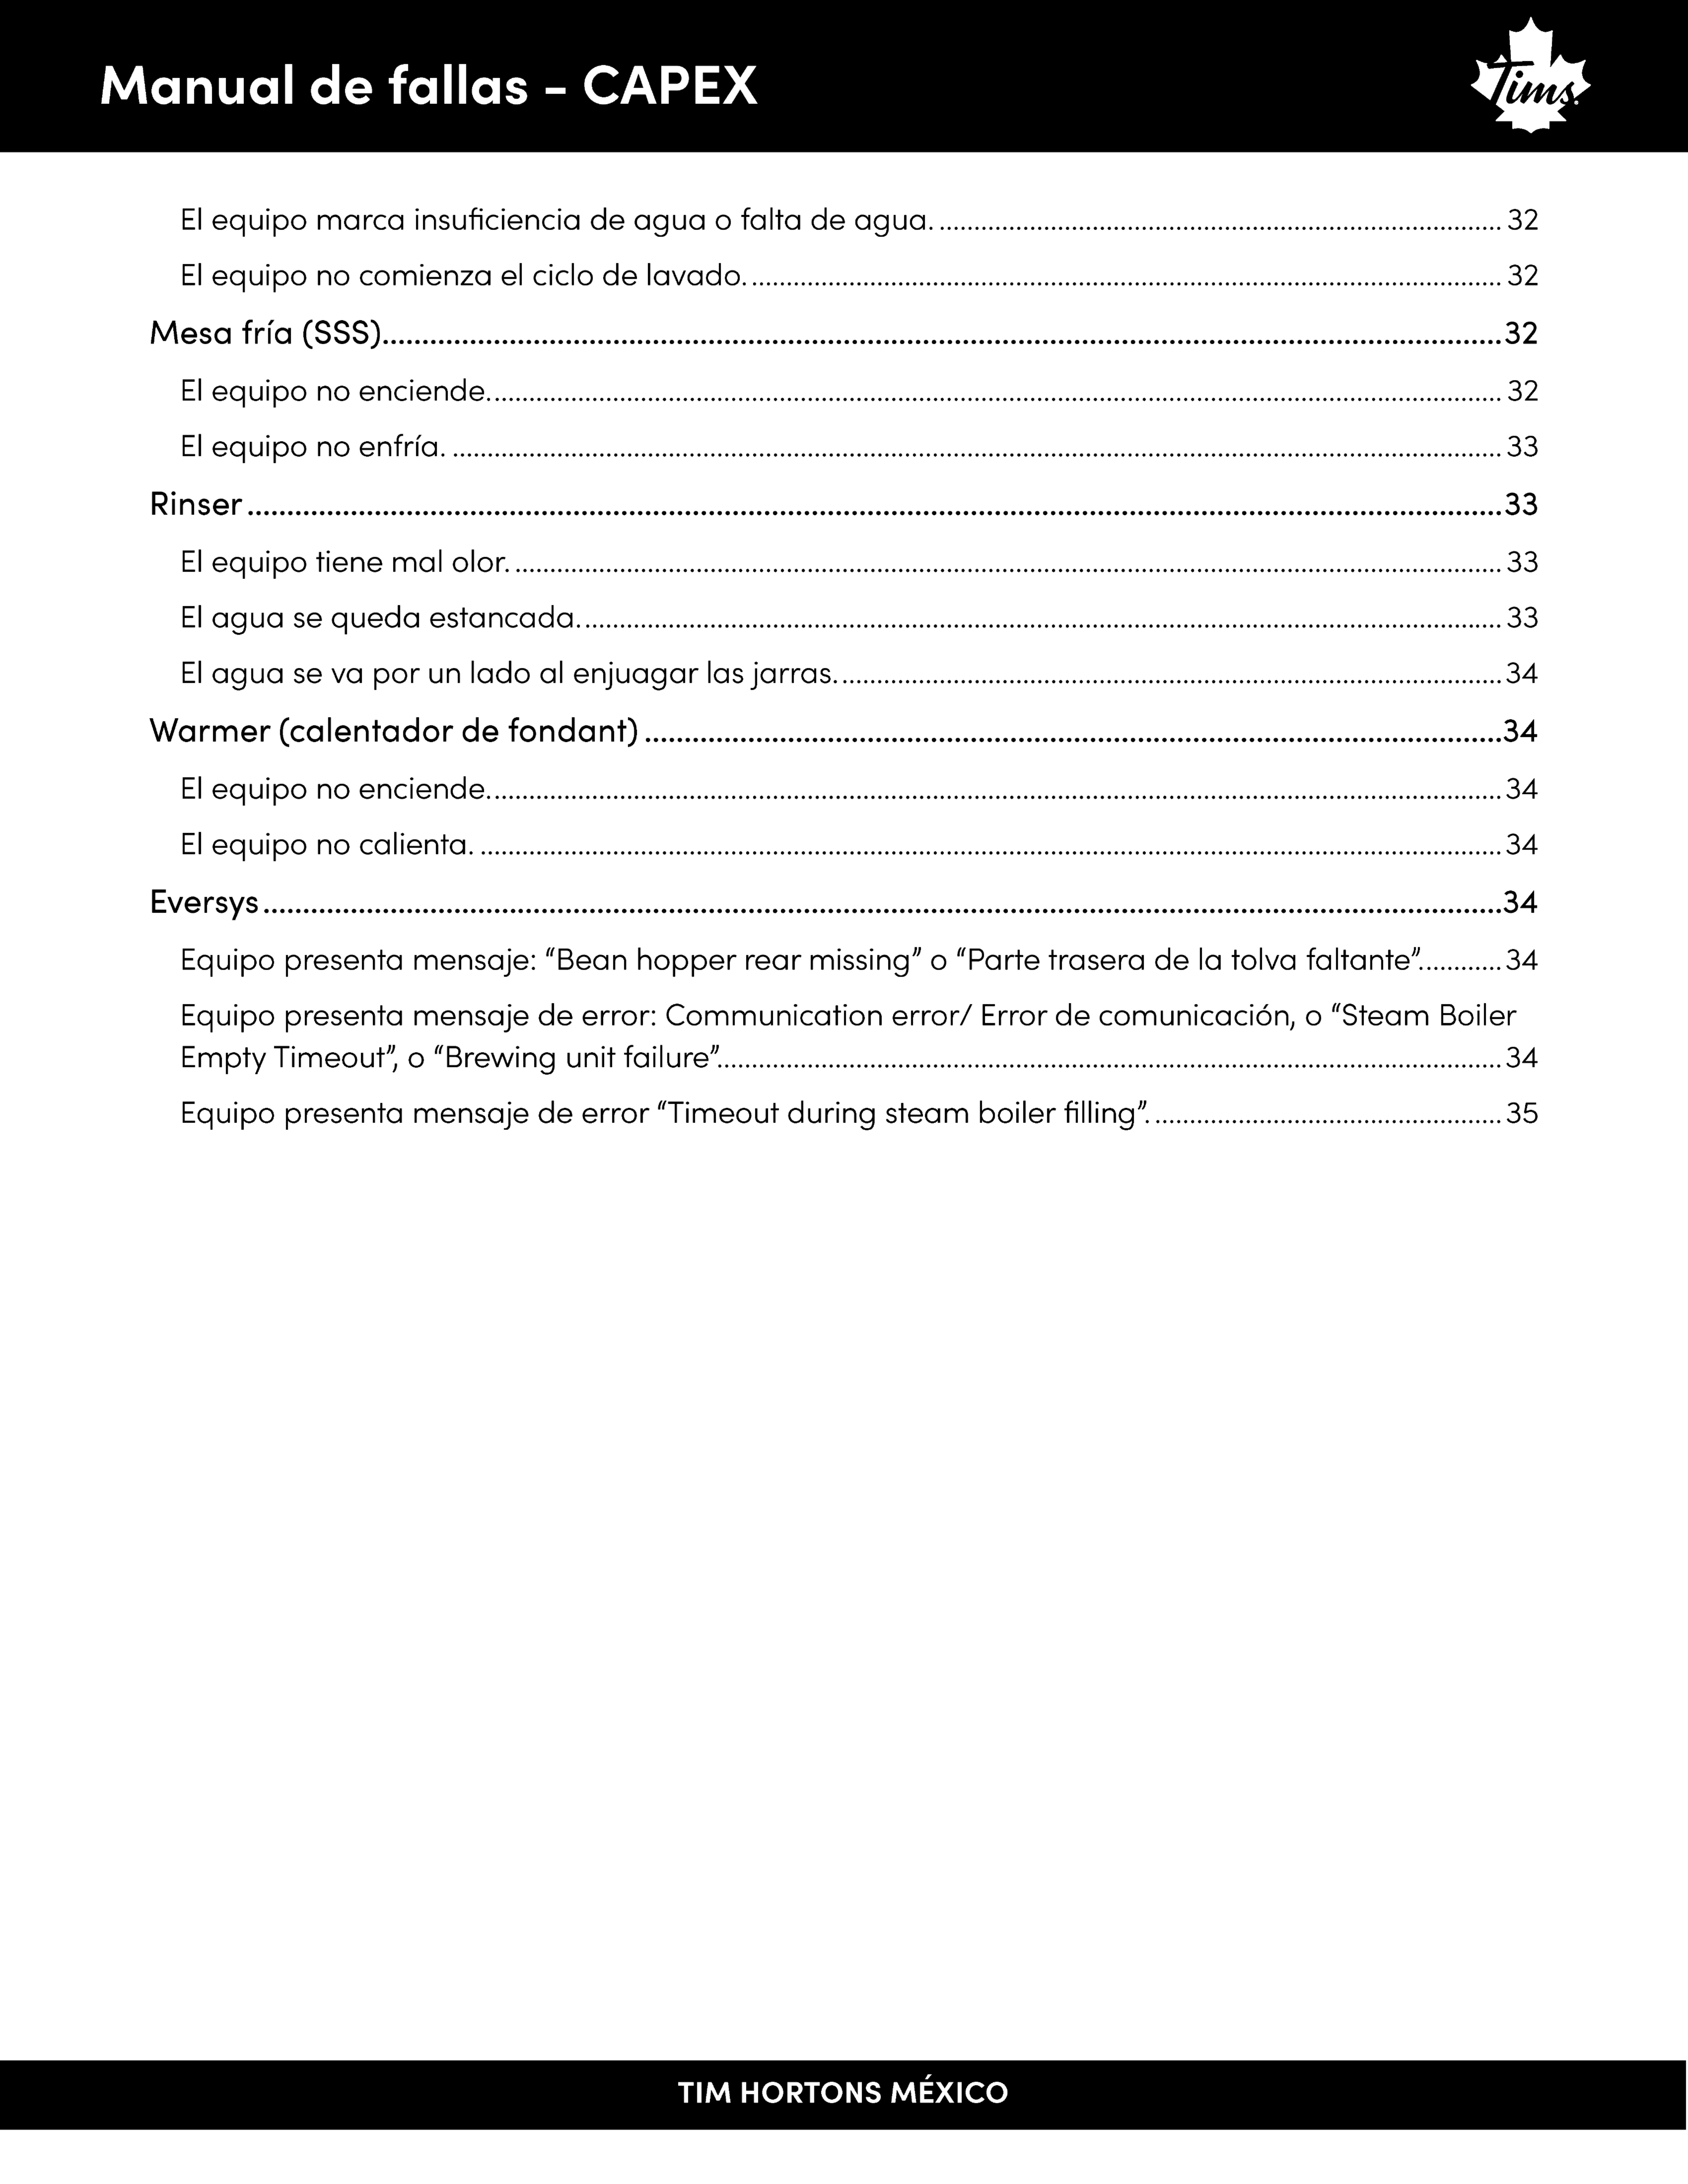 Manual de fallas - CAPEX
Tims.
El equipo marca insuficiencia de agua o falta de agua. ........ 32
El equipo no comienza el ciclo de lavado. ........ 32
Mesa fría (SSS) ........ 32
El equipo no enciende. ........ 32
El equipo no enfría. ........ 33
Rinser ........ 33
El equipo tiene mal olor. ........ 33
El agua se queda estancada. ........ 33
El agua se va por un lado al enjuagar las jarras. ........ 34
Warmer (calentador de fondant) ........ 34
El equipo no enciende. ........ 34
El equipo no calienta. ........ 34
Eversys ........ 34
Equipo presenta mensaje: “Bean hopper rear missing” o “Parte trasera de la tolva faltante”. ........ 34
Equipo presenta mensaje de error: Communication error/ Error de comunicación, o “Steam Boiler
Empty Timeout”, o “Brewing unit failure”. ........ 34
Equipo presenta mensaje de error “Timeout during steam boiler filling”. ........ 35
TIM HORTONS MÉXICO